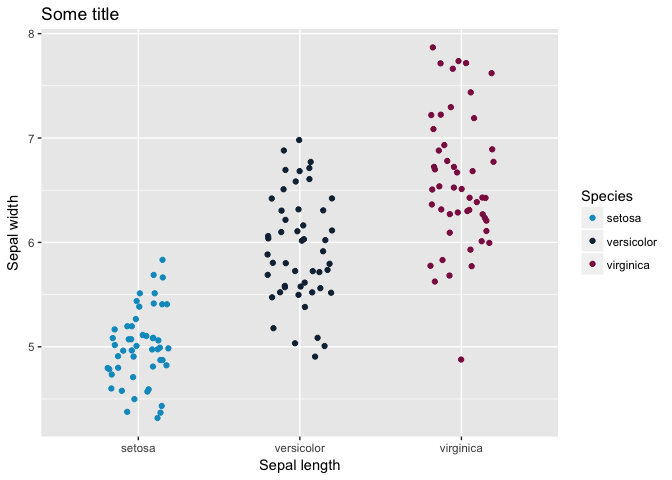 Some title
8
7
6
5
Sepal width
setosa
versicolor
virginica
Sepal length
Species
setosa
versicolor
virginica